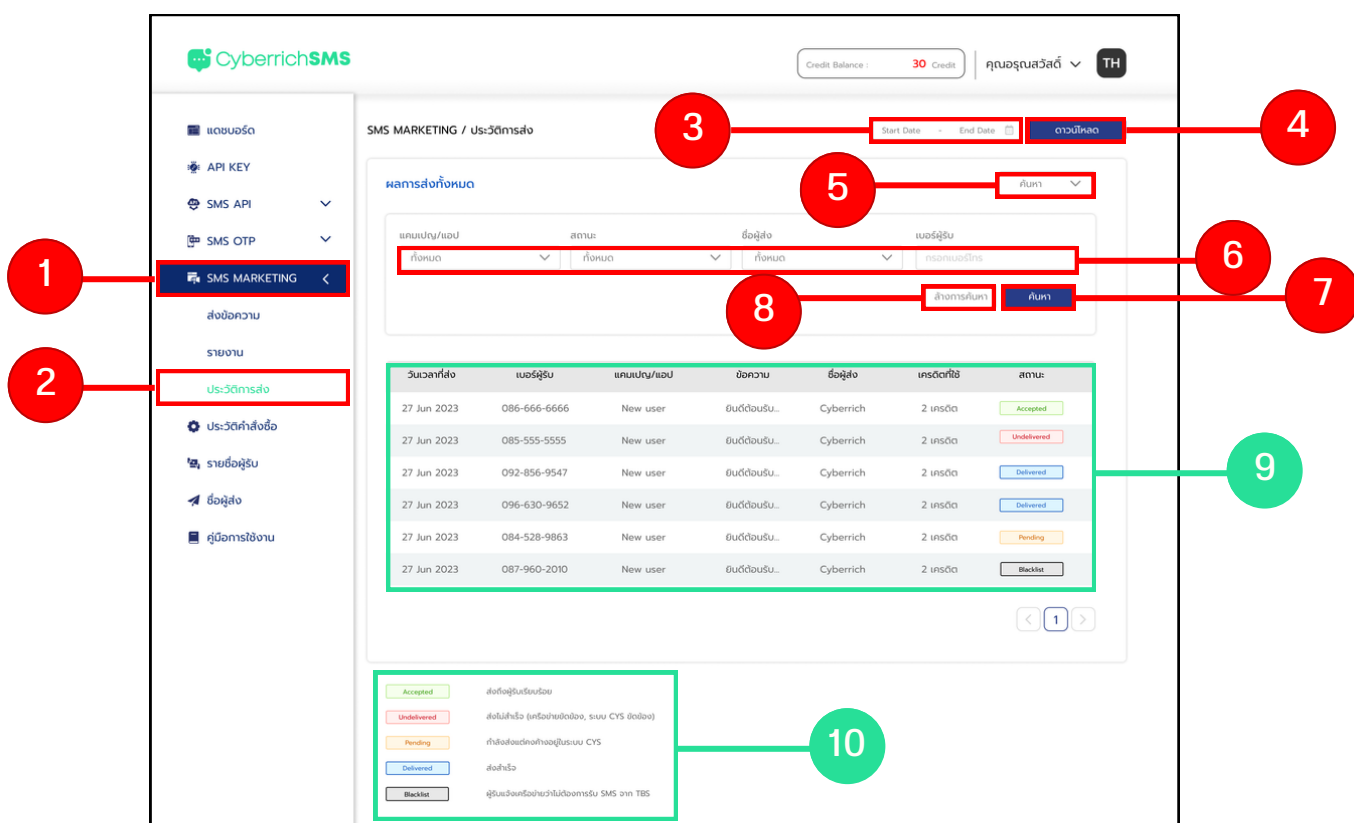 CyberrichSMS
Credit Balance : 30 Credit
คุณอรุณสวัสดิ์
TH
แดชบอร์ด
API KEY
SMS API
SMS OTP
1
SMS MARKETING
ส่งข้อความ
รายงาน
2
ประวัติการส่ง
ประวัติคำสั่งซื้อ
รายชื่อผู้รับ
ชื่อผู้ส่ง
คู่มือการใช้งาน
SMS MARKETING / ประวัติการส่ง
3
Start Date - End Date
ดาวน์โหลด
4
ผลการส่งทั้งหมด
5
ค้นหา
แคมเปญ/แอป สถานะ ชื่อผู้ส่ง เบอร์ผู้รับ
ทั้งหมด ทั้งหมด ทั้งหมด กรอกเบอร์โทร
6
8
ล้างการค้นหา
ค้นหา
7
วันเวลาที่ส่ง เบอร์ผู้รับ แคมเปญ/แอป ข้อความ ชื่อผู้ส่ง เครดิตที่ใช้ สถานะ
27 Jun 2023 086-666-6666 New user ยินดีต้อนรับ... Cyberrich 2 เครดิต Accepted
27 Jun 2023 085-555-5555 New user ยินดีต้อนรับ... Cyberrich 2 เครดิต Undelivered
27 Jun 2023 092-856-9547 New user ยินดีต้อนรับ... Cyberrich 2 เครดิต Delivered
27 Jun 2023 096-630-9652 New user ยินดีต้อนรับ... Cyberrich 2 เครดิต Delivered
27 Jun 2023 084-528-9863 New user ยินดีต้อนรับ... Cyberrich 2 เครดิต Pending
27 Jun 2023 087-960-2010 New user ยินดีต้อนรับ... Cyberrich 2 เครดิต Blacklist
9
1
Accepted ส่งถึงผู้รับเรียบร้อย
Undelivered ส่งไม่สำเร็จ (เครือข่ายขัดข้อง, ระบบ CYS ขัดข้อง)
Pending กำลังส่งแต่คงค้างอยู่ในระบบ CYS
Delivered ส่งสำเร็จ
Blacklist ผู้รับแจ้งเครือข่ายว่าไม่ต้องการรับ SMS จาก TBS
10